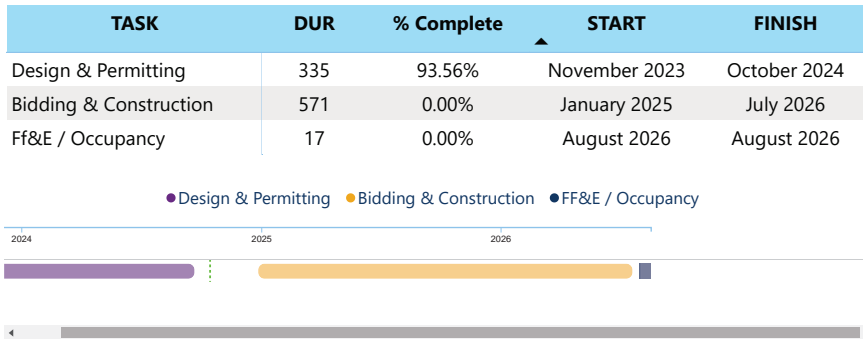 TASK DUR % Complete START FINISH
Design & Permitting 335 93.56% November 2023 October 2024
Bidding & Construction 571 0.00% January 2025 July 2026
Ff&E / Occupancy 17 0.00% August 2026 August 2026
Design & Permitting Bidding & Construction FF&E / Occupancy
2024 2025 2026